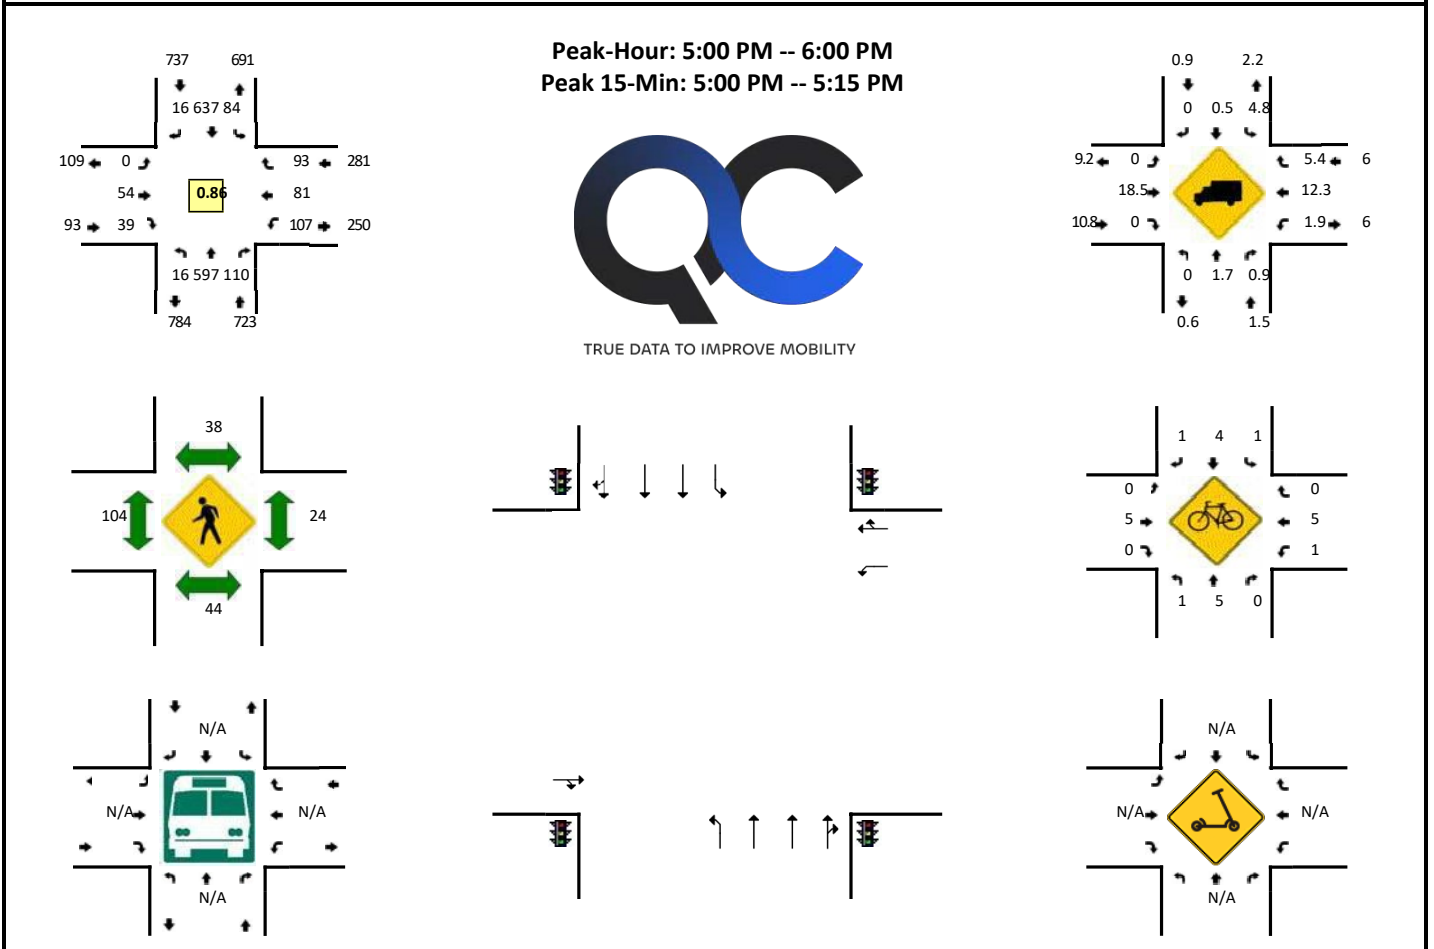 Peak-Hour: 5:00 PM -- 6:00 PM
Peak 15-Min: 5:00 PM -- 5:15 PM
737 691
16 637 84
109 0 93 281
54 0.86 81
93 39 107 250
16 597 110
784 723
TRUE DATA TO IMPROVE MOBILITY
0.9 2.2
0 0.5 4.8
9.2 0 5.4 6
18.5 12.3
10.8 0 1.9 6
0 1.7 0.9
0.6 1.5
38
104 24
44
1 4 1
0 0
5 5
0 1
1 5 0
N/A
N/A N/A
N/A
N/A
N/A N/A
N/A